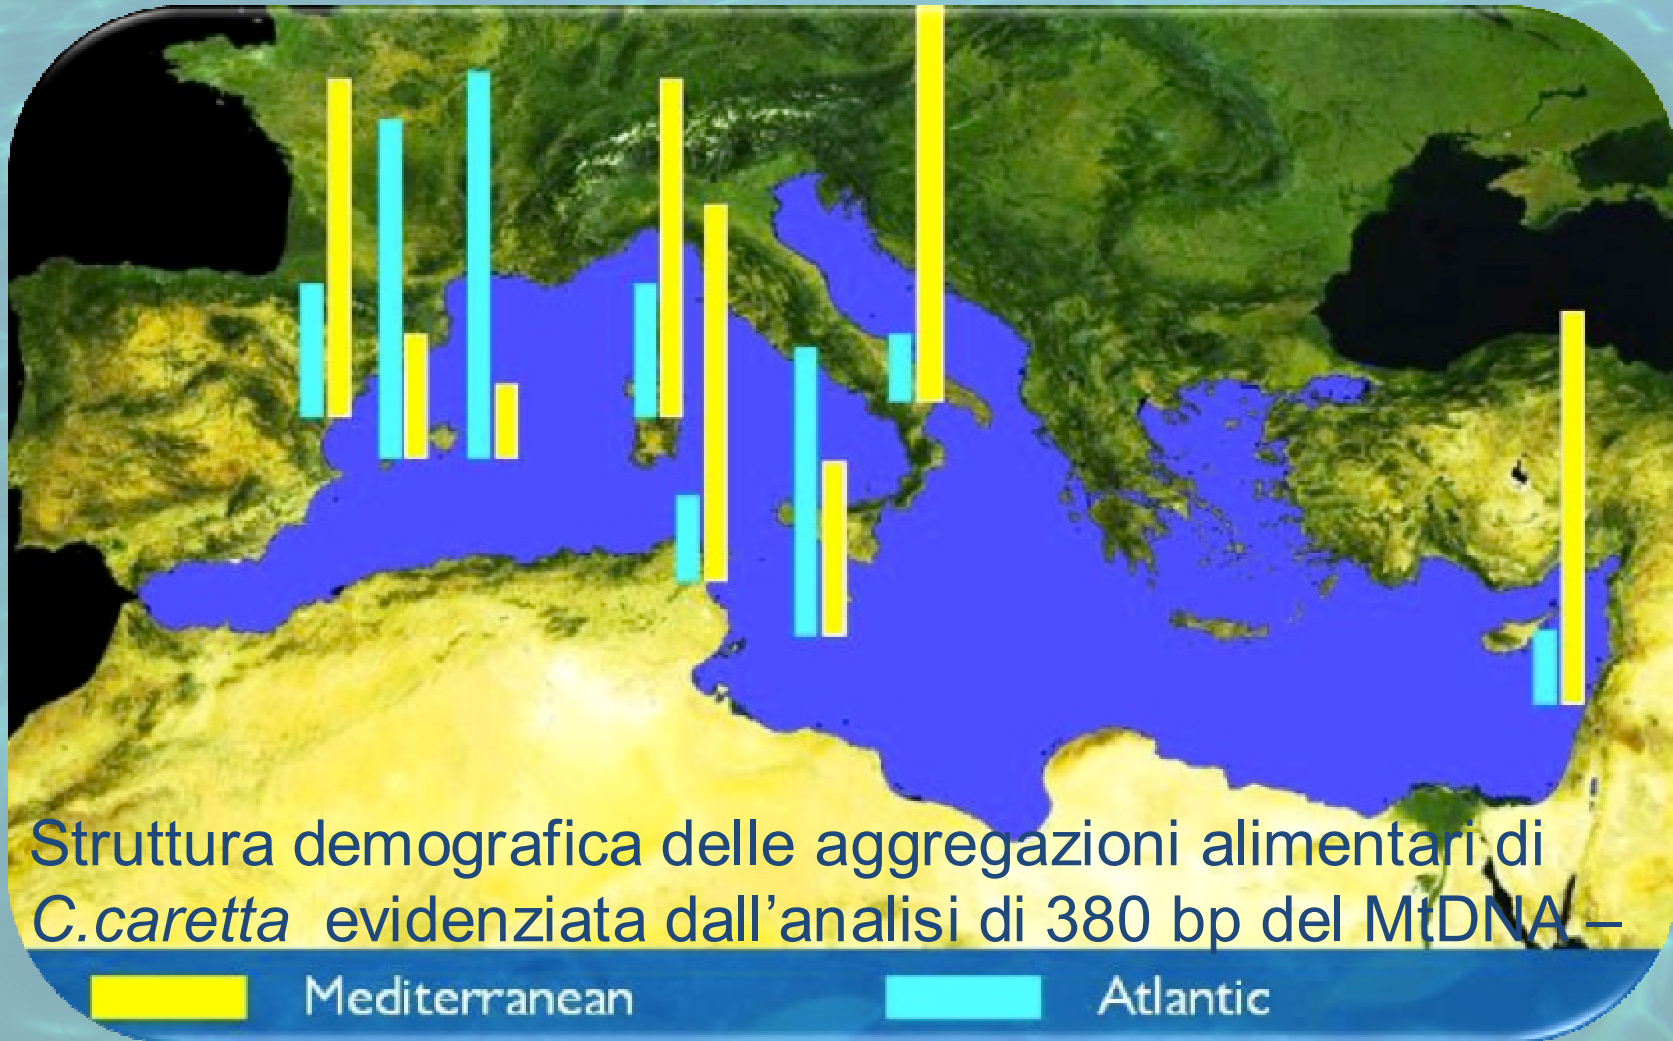 Struttura demografica delle aggregazioni alimentari di
C.caretta evidenziata dall’analisi di 380 bp del MtDNA –
Mediterranean Atlantic